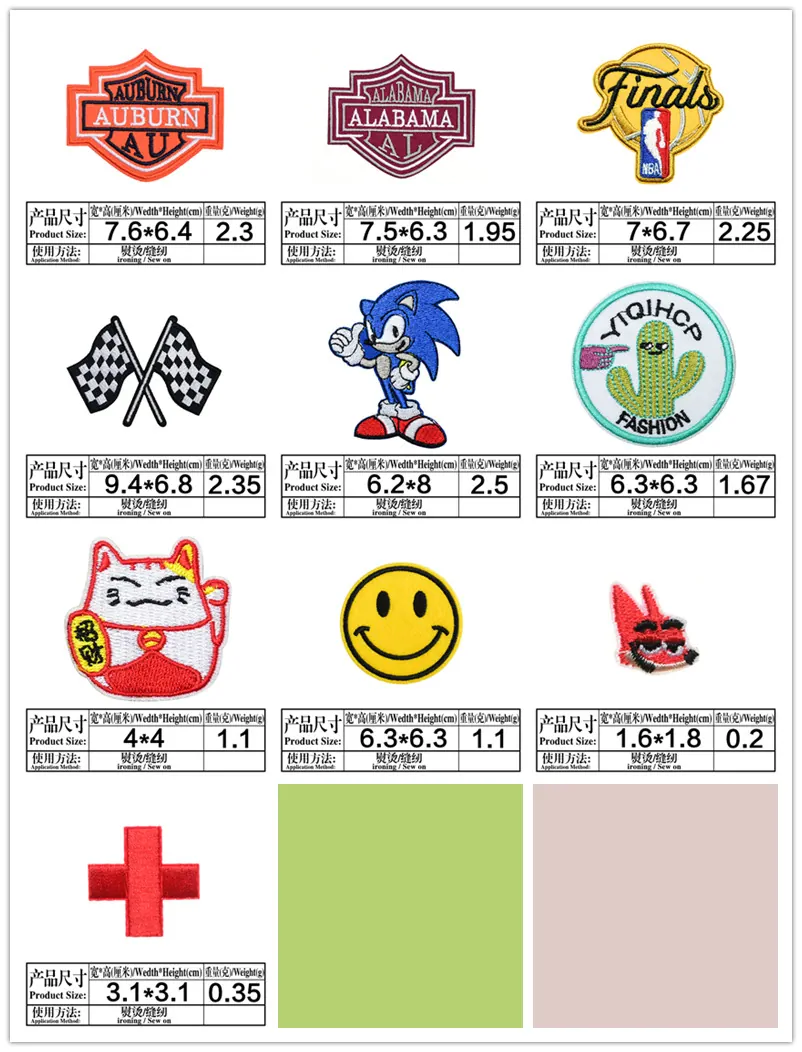 AUBURN
AUBURN
AU
ALABAMA
ALABAMA
AL
Finals
NBA
产品尺寸 宽*高(厘米)/Wedth*Height(cm) 重量(克)/Weight(g)
Product Size: 7.6*6.4 2.3
使用方法: 熨烫/缝纫
Application Method: ironing / Sew on
产品尺寸 宽*高(厘米)/Wedth*Height(cm) 重量(克)/Weight(g)
Product Size: 7.5*6.3 1.95
使用方法: 熨烫/缝纫
Application Method: ironing / Sew on
产品尺寸 宽*高(厘米)/Wedth*Height(cm) 重量(克)/Weight(g)
Product Size: 7*6.7 2.25
使用方法: 熨烫/缝纫
Application Method: ironing / Sew on
YIQIHCP
FASHION
产品尺寸 宽*高(厘米)/Wedth*Height(cm) 重量(克)/Weight(g)
Product Size: 9.4*6.8 2.35
使用方法: 熨烫/缝纫
Application Method: ironing / Sew on
产品尺寸 宽*高(厘米)/Wedth*Height(cm) 重量(克)/Weight(g)
Product Size: 6.2*8 2.5
使用方法: 熨烫/缝纫
Application Method: ironing / Sew on
产品尺寸 宽*高(厘米)/Wedth*Height(cm) 重量(克)/Weight(g)
Product Size: 6.3*6.3 1.67
使用方法: 熨烫/缝纫
Application Method: ironing / Sew on
招财
产品尺寸 宽*高(厘米)/Wedth*Height(cm) 重量(克)/Weight(g)
Product Size: 4*4 1.1
使用方法: 熨烫/缝纫
Application Method: ironing / Sew on
产品尺寸 宽*高(厘米)/Wedth*Height(cm) 重量(克)/Weight(g)
Product Size: 6.3*6.3 1.1
使用方法: 熨烫/缝纫
Application Method: ironing / Sew on
产品尺寸 宽*高(厘米)/Wedth*Height(cm) 重量(克)/Weight(g)
Product Size: 1.6*1.8 0.2
使用方法: 熨烫/缝纫
Application Method: ironing / Sew on
产品尺寸 宽*高(厘米)/Wedth*Height(cm) 重量(克)/Weight(g)
Product Size: 3.1*3.1 0.35
使用方法: 熨烫/缝纫
Application Method: ironing / Sew on